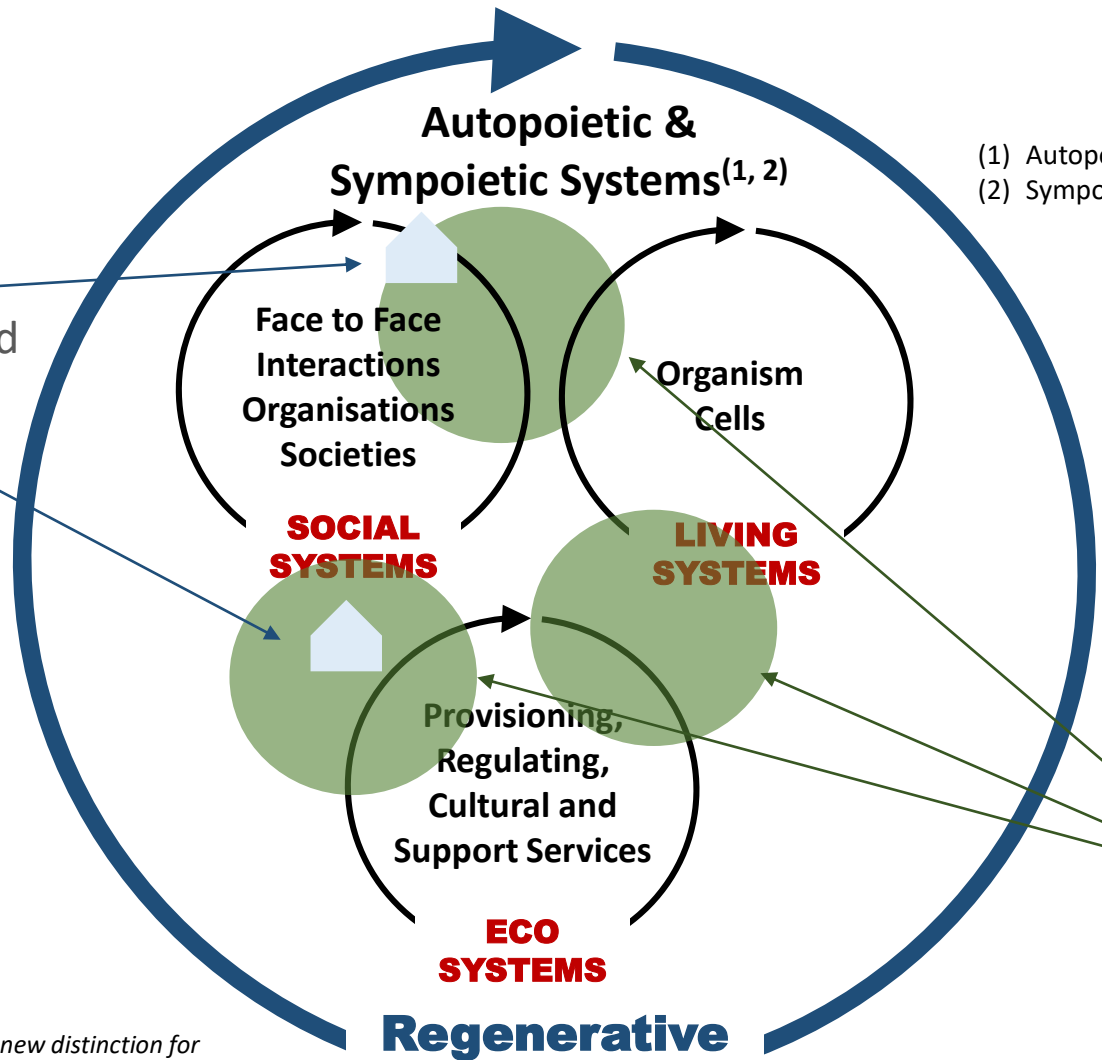 Autopoietic &
Sympoietic Systems(1, 2)
(1) Autop
(2) Sympo
d
Face to Face
Interactions
Organisations
Societies
Organism
Cells
SOCIAL
SYSTEMS
LIVING
SYSTEMS
Provisioning,
Regulating,
Cultural and
Support Services
ECO
SYSTEMS
new distinction for
Regenerative